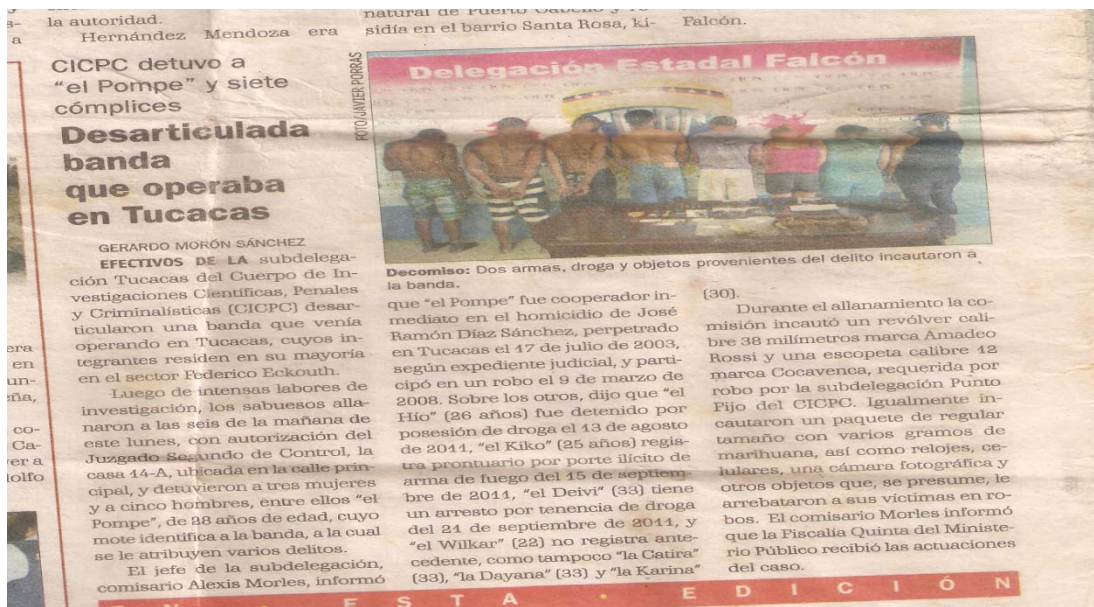 la autoridad.
Hernández Mendoza era
natural de Puerto Cabello y re-
sidía en el barrio Santa Rosa, ki-
Falcón.
s-
a
era
en
un-
ña,
co-
Ca-
er a
dolfo
CICPC detuvo a
“el Pompe” y siete
cómplices
Desarticulada
banda
que operaba
en Tucacas
FOTO/JAVIER PORRAS
Delegación Estadal Falcón
Decomiso: Dos armas, droga y objetos provenientes del delito incautaron a
la banda.
GERARDO MORÓN SÁNCHEZ
EFECTIVOS DE LA subdelega-
ción Tucacas del Cuerpo de In-
vestigaciones Científicas, Penales
y Criminalísticas (CICPC) desar-
ticularon una banda que venía
operando en Tucacas, cuyos in-
tegrantes residen en su mayoría
en el sector Federico Eckouth.
Luego de intensas labores de
investigación, los sabuesos alla-
naron a las seis de la mañana de
este lunes, con autorización del
Juzgado Segundo de Control, la
casa 14-A, ubicada en la calle prin-
cipal, y detuvieron a tres mujeres
y a cinco hombres, entre ellos “el
Pompe”, de 28 años de edad, cuyo
mote identifica a la banda, a la cual
se le atribuyen varios delitos.
El jefe de la subdelegación,
comisario Alexis Morles, informó
que “el Pompe” fue cooperador in-
mediato en el homicidio de José
Ramón Díaz Sánchez, perpetrado
en Tucacas el 17 de julio de 2003,
según expediente judicial, y parti-
cipó en un robo el 9 de marzo de
2008. Sobre los otros, dijo que “el
Hío” (26 años) fue detenido por
posesión de droga el 13 de agosto
de 2011, “el Kiko” (25 años) regis-
tra prontuario por porte ilícito de
arma de fuego del 15 de septiem-
bre de 2011, “el Deivi” (33) tiene
un arresto por tenencia de droga
del 21 de septiembre de 2011, y
“el Wilkar” (22) no registra ante-
cedente, como tampoco “la Catira”
(33), “la Dayana” (33) y “la Karina”
(30).
Durante el allanamiento la co-
misión incautó un revólver cali-
bre 38 milímetros marca Amadeo
Rossi y una escopeta calibre 12
marca Cocavenca, requerida por
robo por la subdelegación Punto
Fijo del CICPC. Igualmente in-
cautaron un paquete de regular
tamaño con varios gramos de
marihuana, así como relojes, ce-
lulares, una cámara fotográfica y
otros objetos que, se presume, le
arrebataron a sus víctimas en ro-
bos. El comisario Morles informó
que la Fiscalía Quinta del Ministe-
rio Público recibió las actuaciones
del caso.
EN • ESTA • EDICIÓN